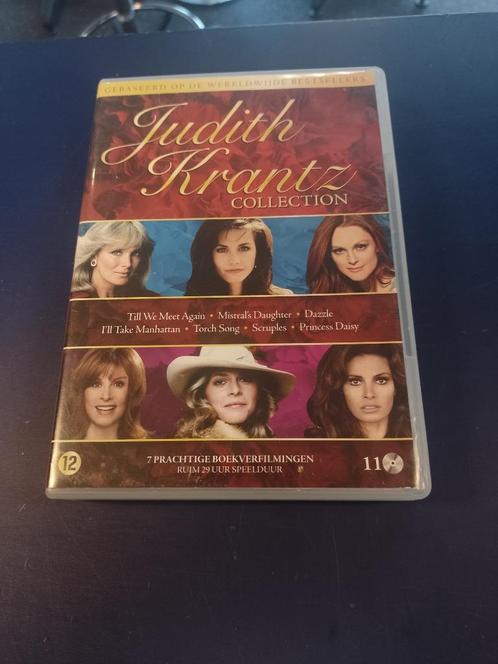 GEBASEERD OP DE WERELDWIJDE BESTSELLERS
Judith
Krantz
COLLECTION
Till We Meet Again • Mistral's Daughter • Dazzle
I'll Take Manhattan • Torch Song • Scruples • Princess Daisy
12
7 PRACHTIGE BOEKVERFILMINGEN
RUIM 29 UUR SPEELDUUR
11